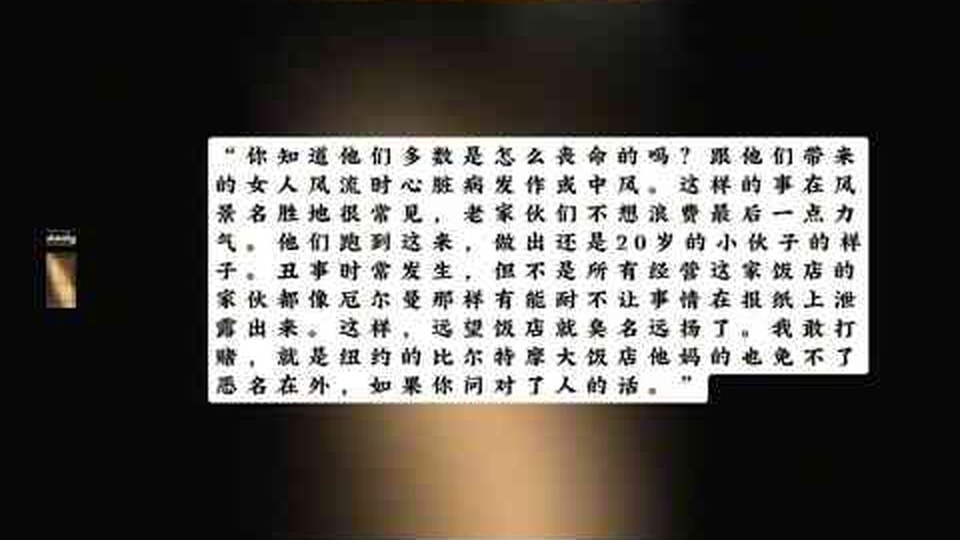 “你知道他们多数是怎么丧命的吗？跟他们带来
的女人风流时心脏病发作或中风。这样的事在风
景名胜地很常见，老家伙们不想浪费最后一点力
气。他们跑到这来，做出还是20岁的小伙子的样
子。丑事时常发生，但不是所有经营这家饭店的
家伙都像厄尔曼那样有能耐不让事情在报纸上泄
露出来。这样，远望饭店就臭名远扬了。我敢打
赌，就是纽约的比尔特摩大饭店他妈的也免不了
恶名在外，如果你问对了人的话。”